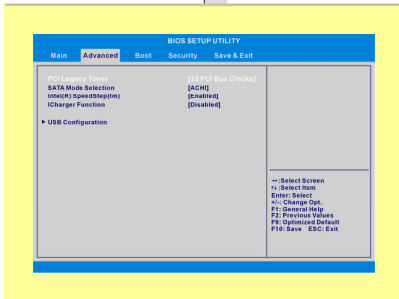 BIOS SETUP UTILITY
Main Advanced Boot Security Save & Exit
PCI Legacy Timer [32 PCI Bus Clocks]
SATA Mode Selection [ACHI]
Intel(R) SpeedStep(tm) [Enabled]
ICharger Function [Disabled]
▶ USB Configuration
↔ :Select Screen
↑↓ :Select Item
Enter: Select
+/-: Change Opt.
F1: General Help
F2: Previous Values
F9: Optimized Default
F10: Save ESC: Exit